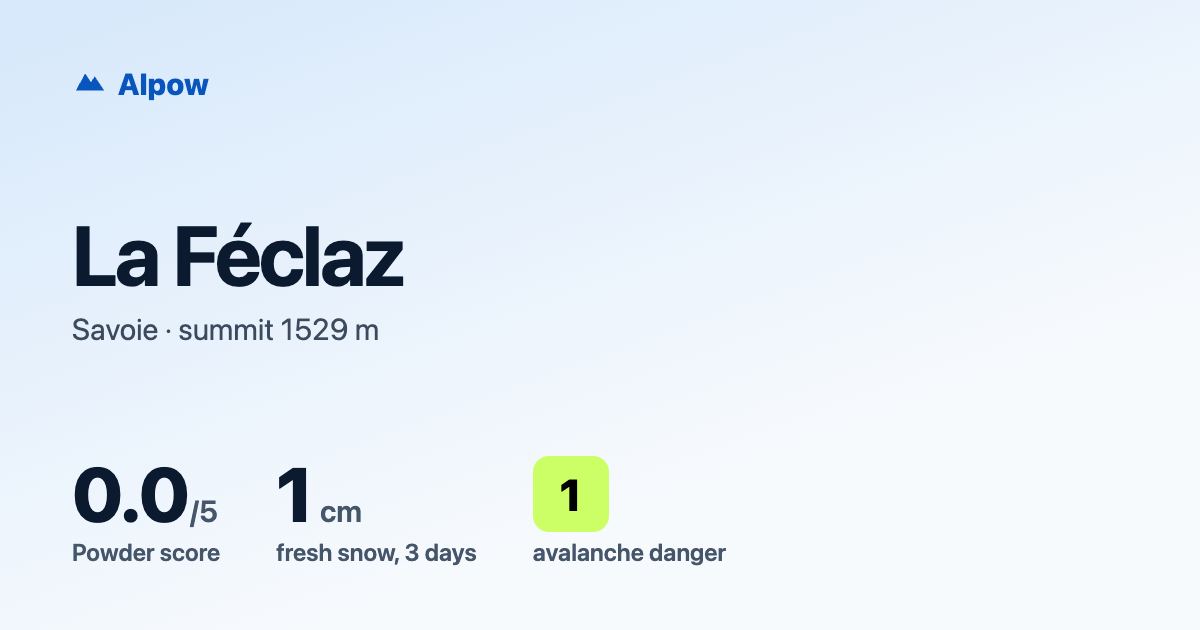 Alpow
La Féclaz
Savoie · summit 1529 m
0.0/5
Powder score
1 cm
fresh snow, 3 days
1
avalanche danger